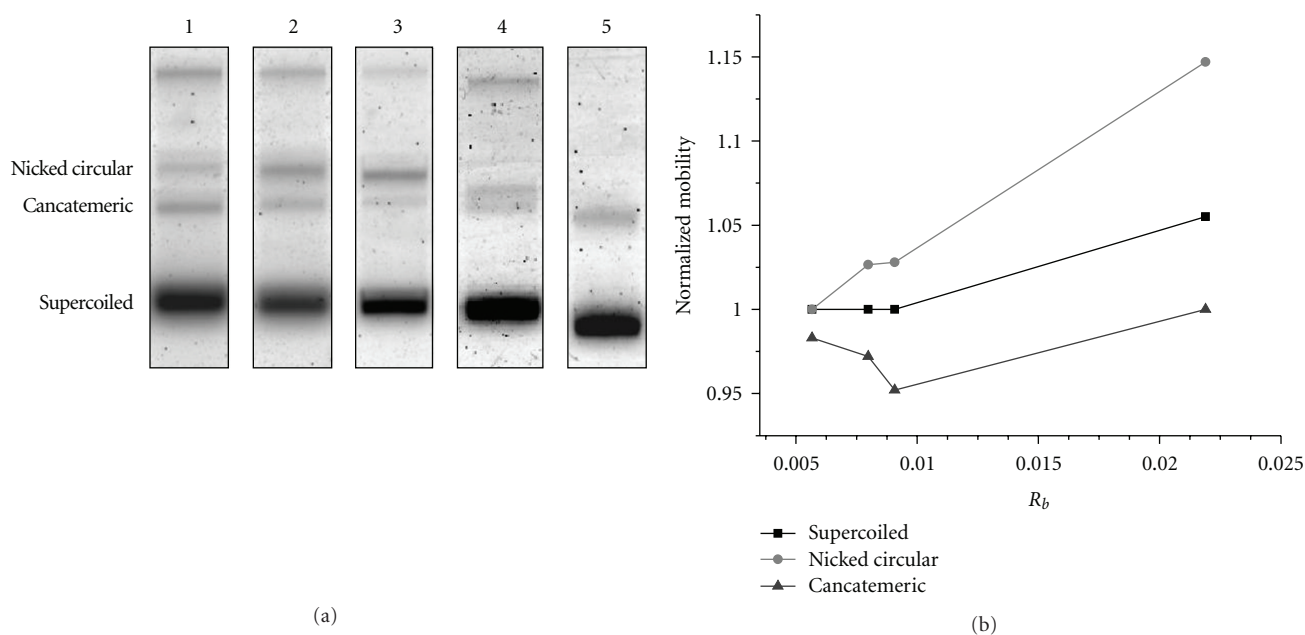 1 2 3 4 5
Nicked circular
Cancatemeric
Supercoiled
(a)
1.15
1.1
1.05
1
0.95
Normalized mobility
0.005 0.01 0.015 0.02 0.025
R_b
Supercoiled
Nicked circular
Cancatemeric
(b)